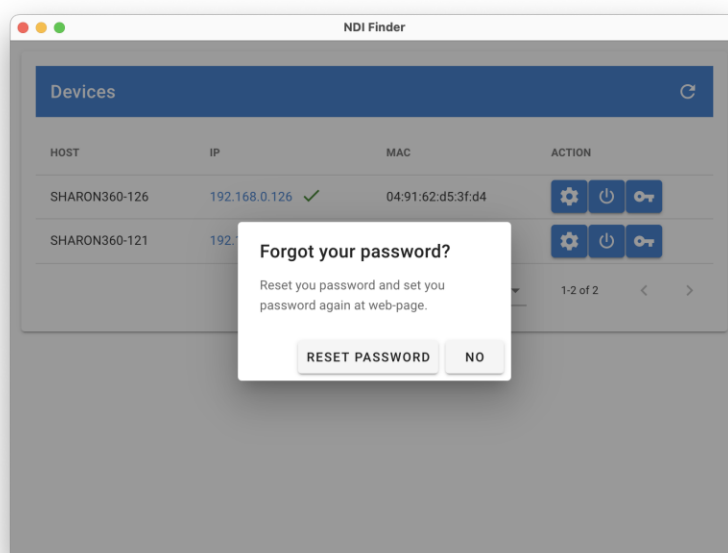 NDI Finder
Devices
HOST IP MAC ACTION
SHARON360-126 192.168.0.126 04:91:62:d5:3f:d4
SHARON360-121 192.
Forgot your password?
Reset you password and set you
password again at web-page.
1-2 of 2
RESET PASSWORD NO